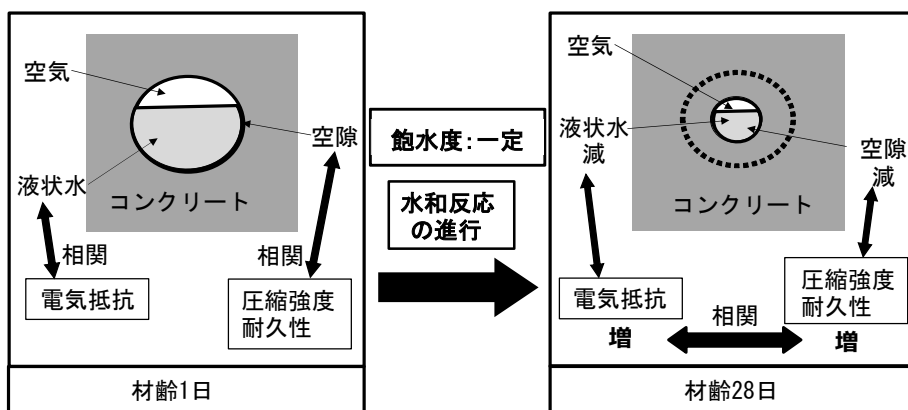 空気
空隙
液状水
コンクリート
相関
相関
電気抵抗
圧縮強度
耐久性
材齢1日
飽水度:一定
水和反応
の進行
空気
液状水
減
空隙
減
コンクリート
電気抵抗
増
相関
圧縮強度
耐久性
増
材齢28日